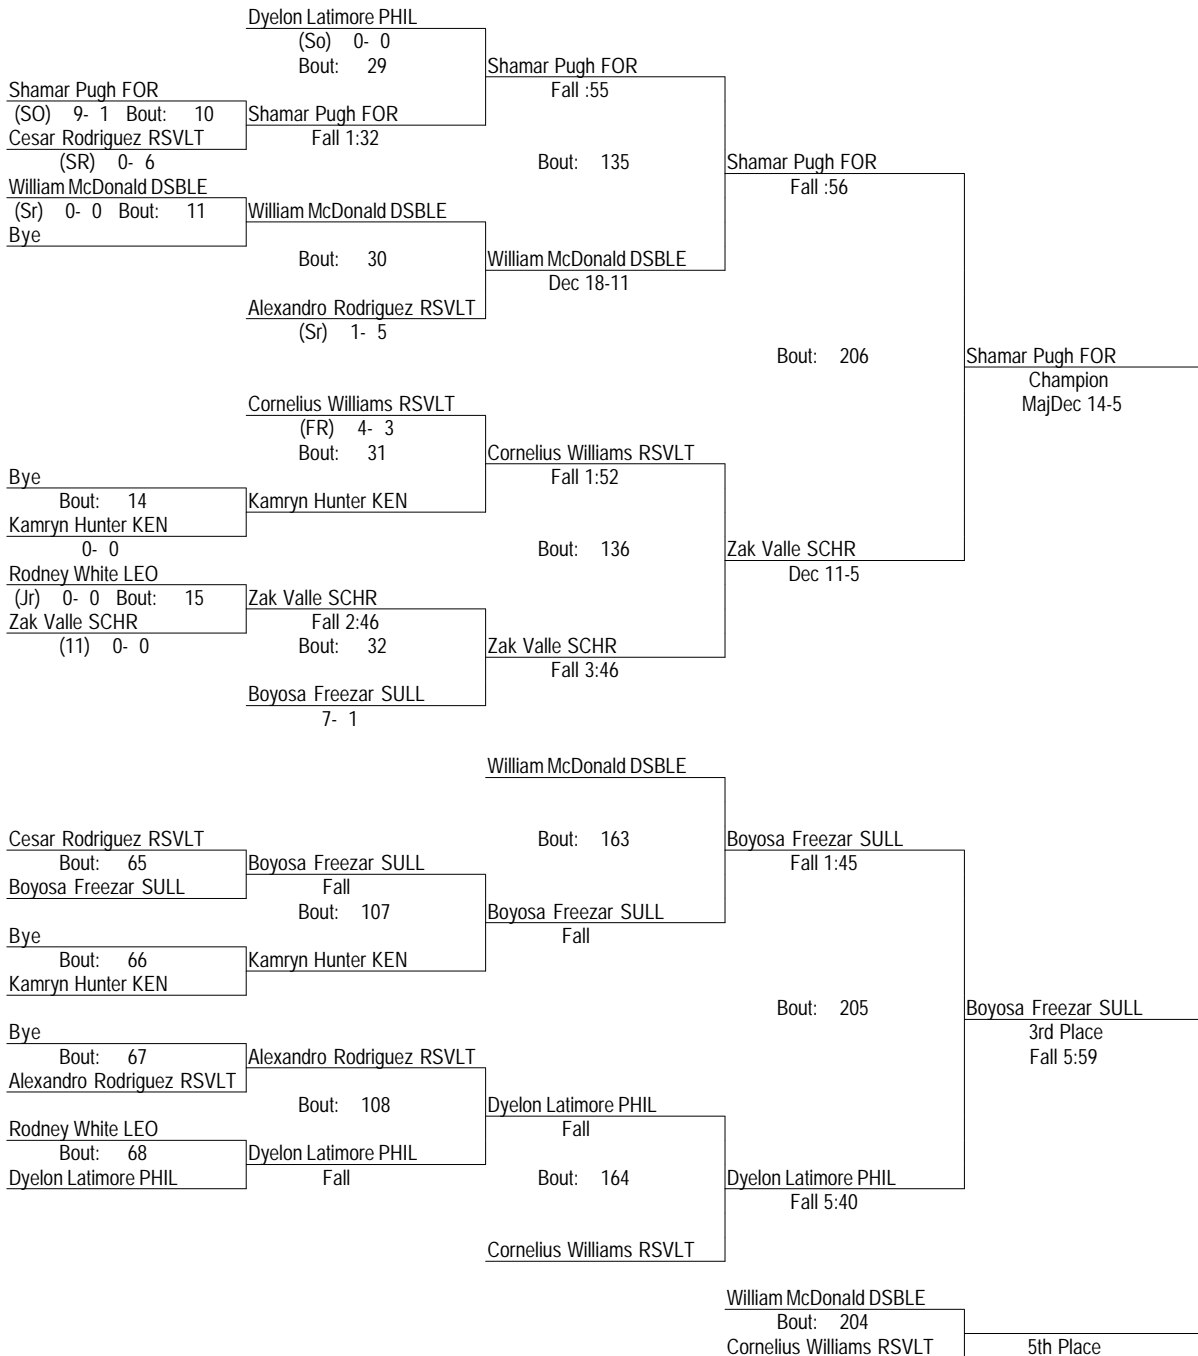 Dyelon Latimore PHIL
(So) 0- 0
Bout: 29
Shamar Pugh FOR
Fall :55
Shamar Pugh FOR
(SO) 9- 1 Bout: 10
Shamar Pugh FOR
Cesar Rodriguez RSVLT
Fall 1:32
(SR) 0- 6
Bout: 135
Shamar Pugh FOR
William McDonald DSBLE
Fall :56
(Sr) 0- 0 Bout: 11
William McDonald DSBLE
Bye
Bout: 30
William McDonald DSBLE
Dec 18-11
Alexandro Rodriguez RSVLT
(Sr) 1- 5
Bout: 206
Shamar Pugh FOR
Champion
MajDec 14-5
Cornelius Williams RSVLT
(FR) 4- 3
Bout: 31
Cornelius Williams RSVLT
Fall 1:52
Bye
Bout: 14
Kamryn Hunter KEN
Kamryn Hunter KEN
0- 0
Bout: 136
Zak Valle SCHR
Dec 11-5
Rodney White LEO
(Jr) 0- 0 Bout: 15
Zak Valle SCHR
Zak Valle SCHR
Fall 2:46
(11) 0- 0
Bout: 32
Zak Valle SCHR
Fall 3:46
Boyosa Freezar SULL
7- 1
William McDonald DSBLE
Cesar Rodriguez RSVLT
Bout: 163
Boyosa Freezar SULL
Bout: 65
Boyosa Freezar SULL
Fall 1:45
Boyosa Freezar SULL
Fall
Bout: 107
Boyosa Freezar SULL
Fall
Bye
Bout: 66
Kamryn Hunter KEN
Kamryn Hunter KEN
Bout: 205
Boyosa Freezar SULL
3rd Place
Fall 5:59
Bye
Bout: 67
Alexandro Rodriguez RSVLT
Alexandro Rodriguez RSVLT
Bout: 108
Dyelon Latimore PHIL
Fall
Rodney White LEO
Bout: 68
Dyelon Latimore PHIL
Dyelon Latimore PHIL
Fall
Bout: 164
Dyelon Latimore PHIL
Fall 5:40
Cornelius Williams RSVLT
William McDonald DSBLE
Bout: 204
Cornelius Williams RSVLT
5th Place